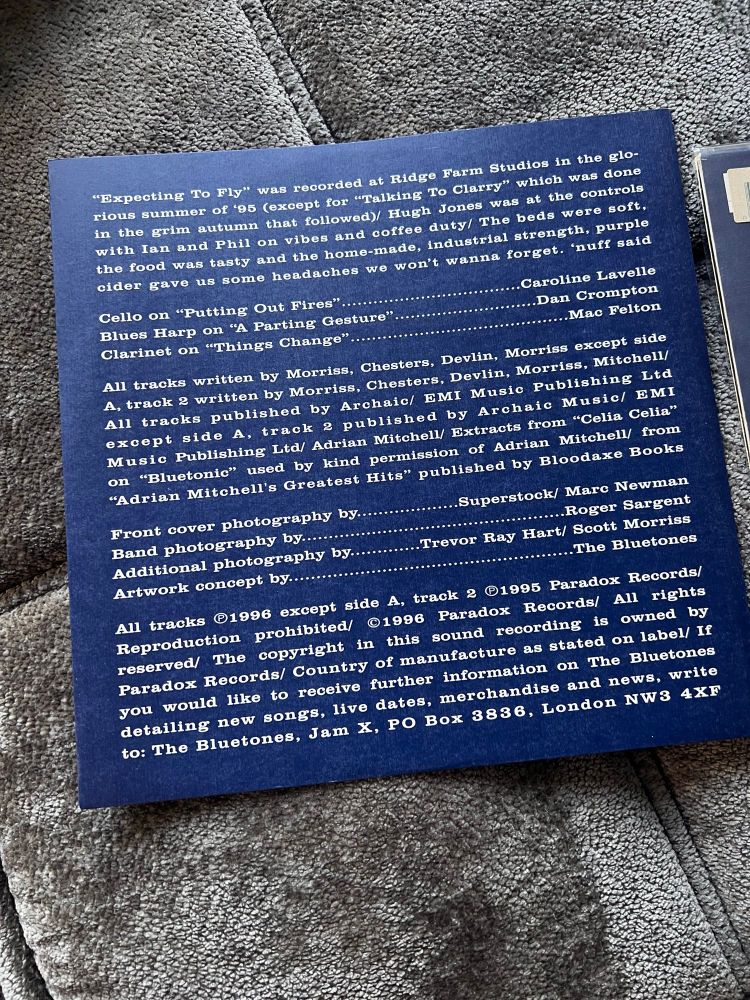 "Expecting To Fly" was recorded at Ridge Farm Studios in the glo-
rious summer of '95 (except for "Talking To Clarry" which was done
in the grim autumn that followed)/ Hugh Jones was at the controls
with Ian and Phil on vibes and coffee duty/ The beds were soft,
the food was tasty and the home-made, industrial strength, purple
cider gave us some headaches we won't wanna forget. 'nuff said
Cello on "Putting Out Fires"..................................Caroline Lavelle
Blues Harp on "A Parting Gesture"..........................Dan Crompton
Clarinet on "Things Change"........................................Mac Felton
All tracks written by Morriss, Chesters, Devlin, Morriss except side
A, track 2 written by Morriss, Chesters, Devlin, Morriss, Mitchell/
All tracks published by Archaic/ EMI Music Publishing Ltd
except side A, track 2 published by Archaic Music/ EMI
Music Publishing Ltd/ Adrian Mitchell/ Extracts from "Celia Celia"
on "Bluetonic" used by kind permission of Adrian Mitchell/ from
"Adrian Mitchell's Greatest Hits" published by Bloodaxe Books
Front cover photography by.................Superstock/ Marc Newman
Band photography by.............................................Roger Sargent
Additional photography by............Trevor Ray Hart/ Scott Morriss
Artwork concept by.................................................The Bluetones
All tracks ℗1996 except side A, track 2 ℗1995 Paradox Records/
Reproduction prohibited/ ©1996 Paradox Records/ All rights
reserved/ The copyright in this sound recording is owned by
Paradox Records/ Country of manufacture as stated on label/ If
you would like to receive further information on The Bluetones
detailing new songs, live dates, merchandise and news, write
to: The Bluetones, Jam X, PO Box 3836, London NW3 4XF